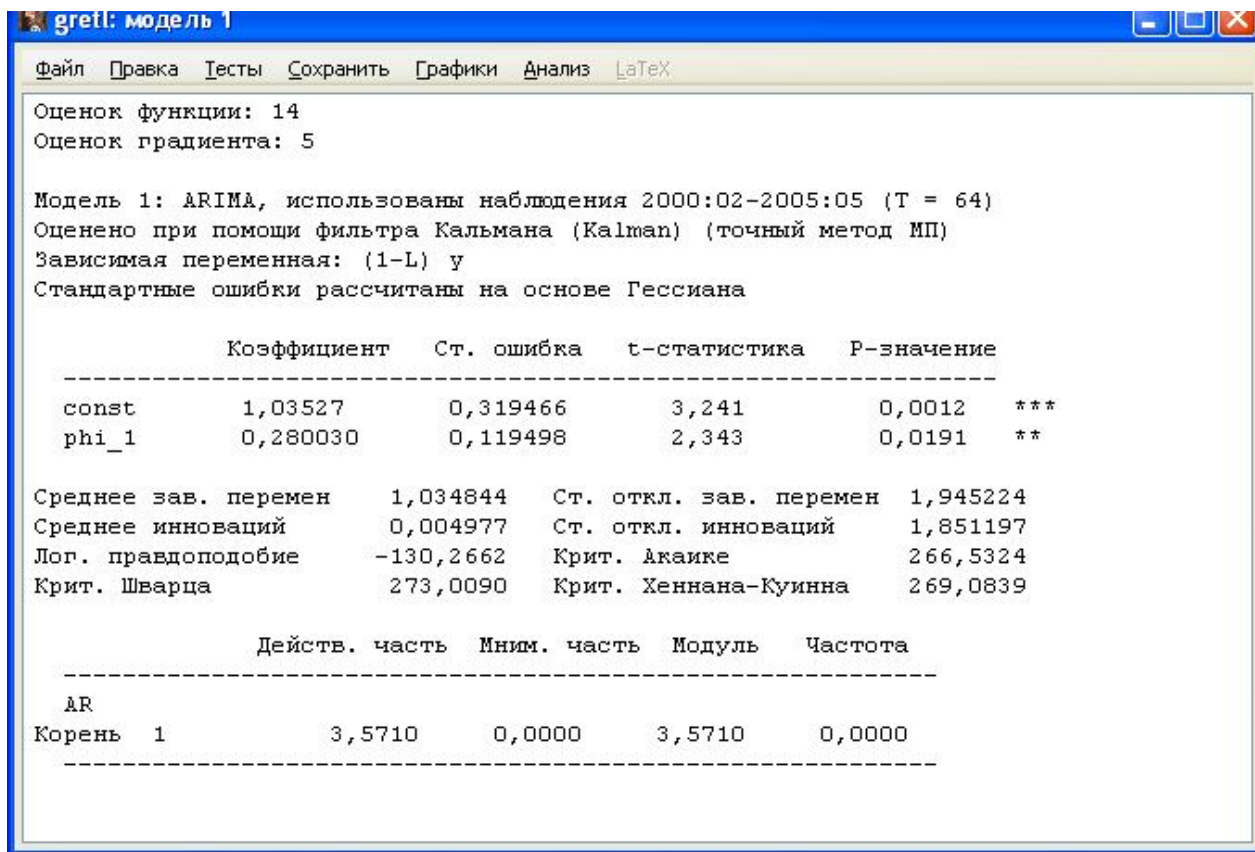 gretl: модель 1
Файл Правка Тесты Сохранить Графики Анализ LaTeX
Оценок функции: 14
Оценок градиента: 5
Модель 1: ARIMA, использованы наблюдения 2000:02-2005:05 (T = 64)
Оценено при помощи фильтра Кальмана (Kalman) (точный метод МП)
Зависимая переменная: (1-L) y
Стандартные ошибки рассчитаны на основе Гессиана
Коэффициент Ст. ошибка t-статистика P-значение
const 1,03527 0,319466 3,241 0,0012 ***
phi_1 0,280030 0,119498 2,343 0,0191 **
Среднее зав. перемен 1,034844 Ст. откл. зав. перемен 1,945224
Среднее инноваций 0,004977 Ст. откл. инноваций 1,851197
Лог. правдоподобие -130,2662 Крит. Акаике 266,5324
Крит. Шварца 273,0090 Крит. Хеннана-Куинна 269,0839
Действ. часть Мним. часть Модуль Частота
AR
Корень 1 3,5710 0,0000 3,5710 0,0000